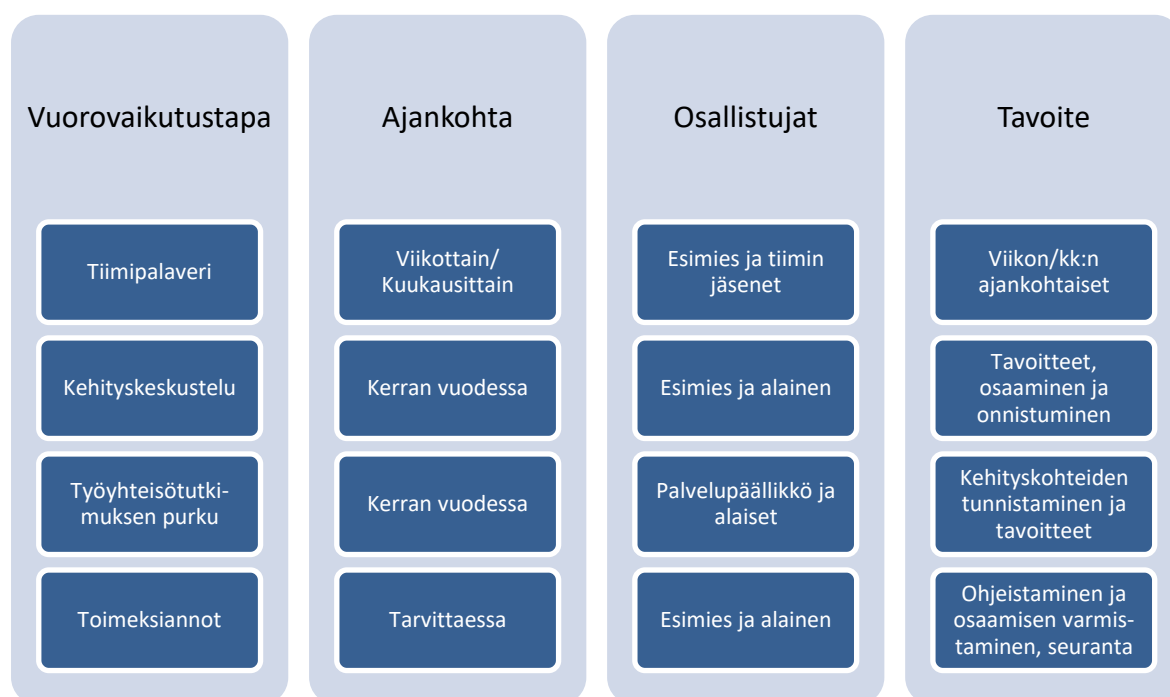 Vuorovaikutustapa
Tiimipalaveri
Kehityskeskustelu
Työyhteisötutki-
muksen purku
Toimeksiannot
Ajankohta
Viikottain/
Kuukausittain
Kerran vuodessa
Kerran vuodessa
Tarvittaessa
Osallistujat
Esimies ja tiimin
jäsenet
Esimies ja alainen
Palvelupäällikkö ja
alaiset
Esimies ja alainen
Tavoite
Viikon/kk:n
ajankohtaiset
Tavoitteet,
osaaminen ja
onnistuminen
Kehityskohteiden
tunnistaminen ja
tavoitteet
Ohjeistaminen ja
osaamisen varmis-
taminen, seuranta